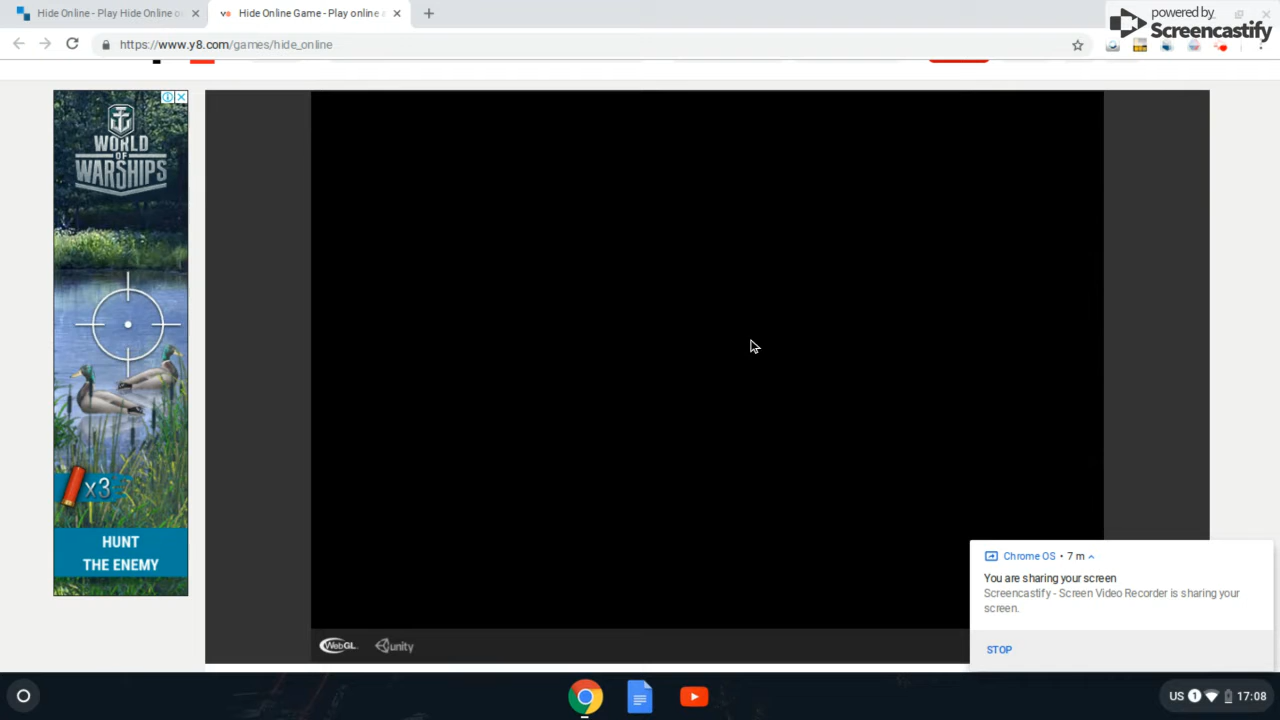 Hide Online - Play Hide Online o
Hide Online Game - Play online a
powered by
Screencastify
https://www.y8.com/games/hide_online
WORLD
OF
WARSHIPS
x3
HUNT
THE ENEMY
WebGL
unity
Chrome OS • 7 m
You are sharing your screen
Screencastify - Screen Video Recorder is sharing your
screen.
STOP
US 1 17:08